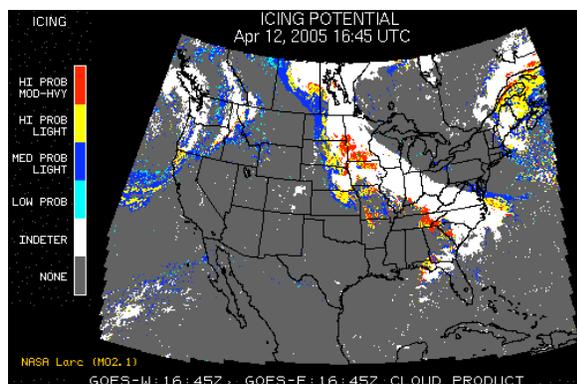 ICING POTENTIAL
Apr 12, 2005 16:45 UTC
ICING
HI PROB
MOD-HVY
HI PROB
LIGHT
MED PROB
LIGHT
LOW PROB
INDETER
NONE
NASA Larc (M02.1)
GOES-W:16:45Z, GOES-E:16:45Z CLOUD PRODUCT